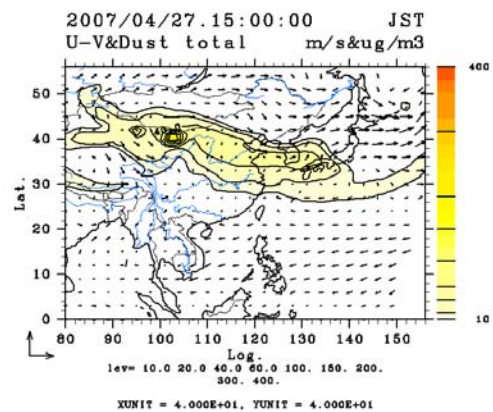 2007/04/27.15:00:00 JST
U-V&Dust total m/s&ug/m3
400
50
40
30
20
10
0
Lat.
10
80 90 100 110 120 130 140 150
Log.
lev= 10.0 20.0 40.0 60.0 100. 150. 200.
300. 400.
XUNIT = 4.000E+01, YUNIT = 4.000E+01